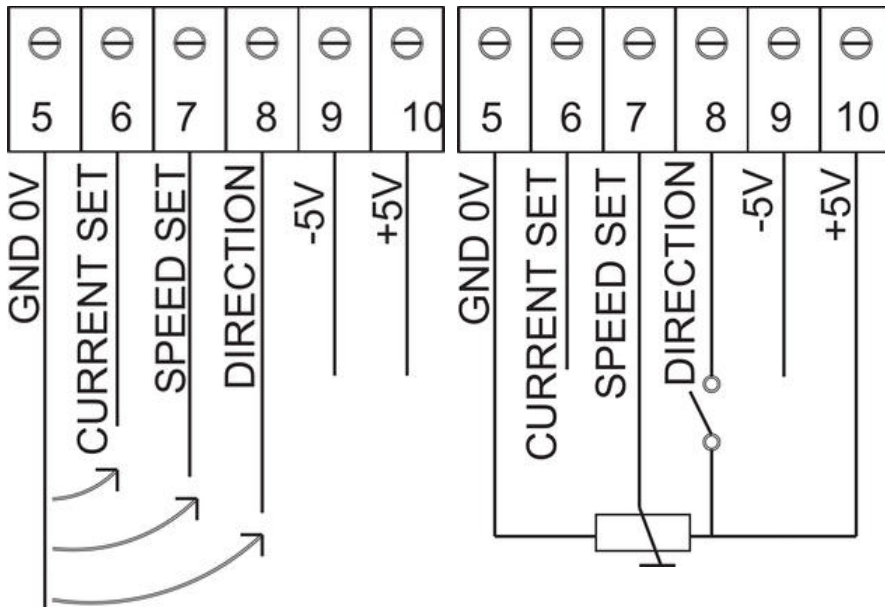 5 6 7 8 9 10
GND 0V
CURRENT SET
SPEED SET
DIRECTION
-5V
+5V
5 6 7 8 9 10
GND 0V
CURRENT SET
SPEED SET
DIRECTION
-5V
+5V